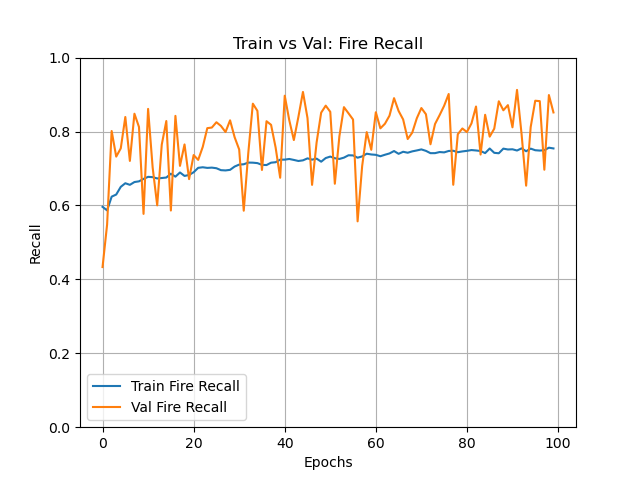 Train vs Val: Fire Recall
1.0
0.8
0.6
0.4
0.2
0.0
Recall
Train Fire Recall
Val Fire Recall
0 20 40 60 80 100
Epochs